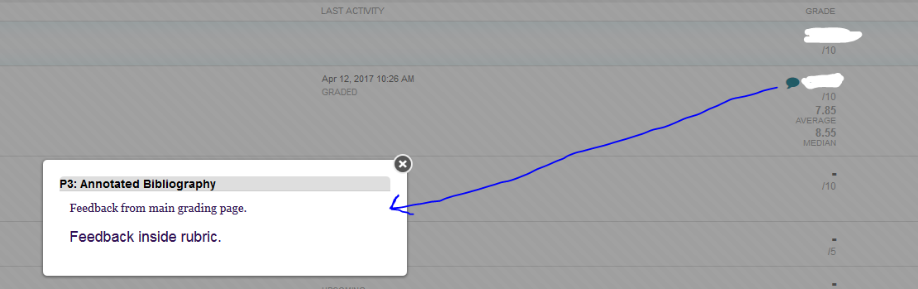 LAST ACTIVITY GRADE
/10
Apr 12, 2017 10:26 AM
GRADED
/10
7.85
AVERAGE
8.55
MEDIAN
P3: Annotated Bibliography
-
/10
Feedback from main grading page.
Feedback inside rubric.
-
/5
-
UPCOMING